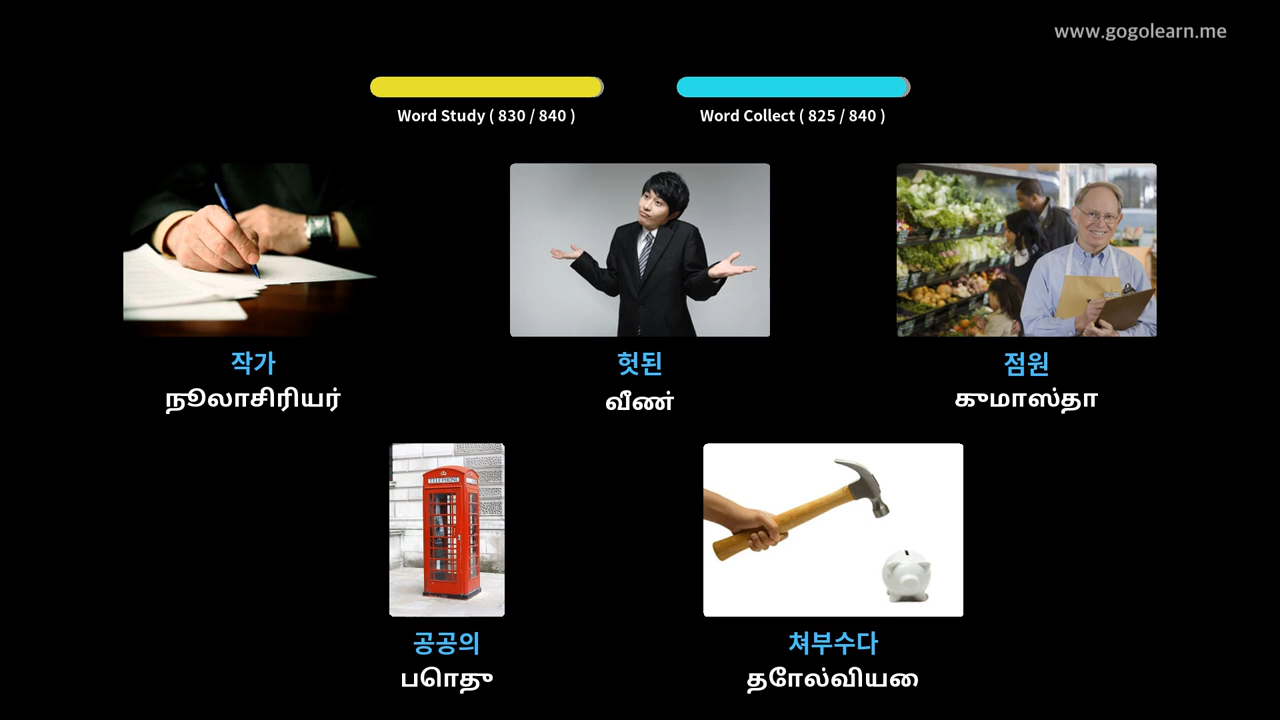 www.gogolearn.me
Word Study ( 830 / 840 )
Word Collect ( 825 / 840 )
작가
நூலாசிரியர்
헛된
வீண்
점원
குமாஸ்தா
TELEPHONE
공공의
பொது
쳐부수다
தோல்வியடை